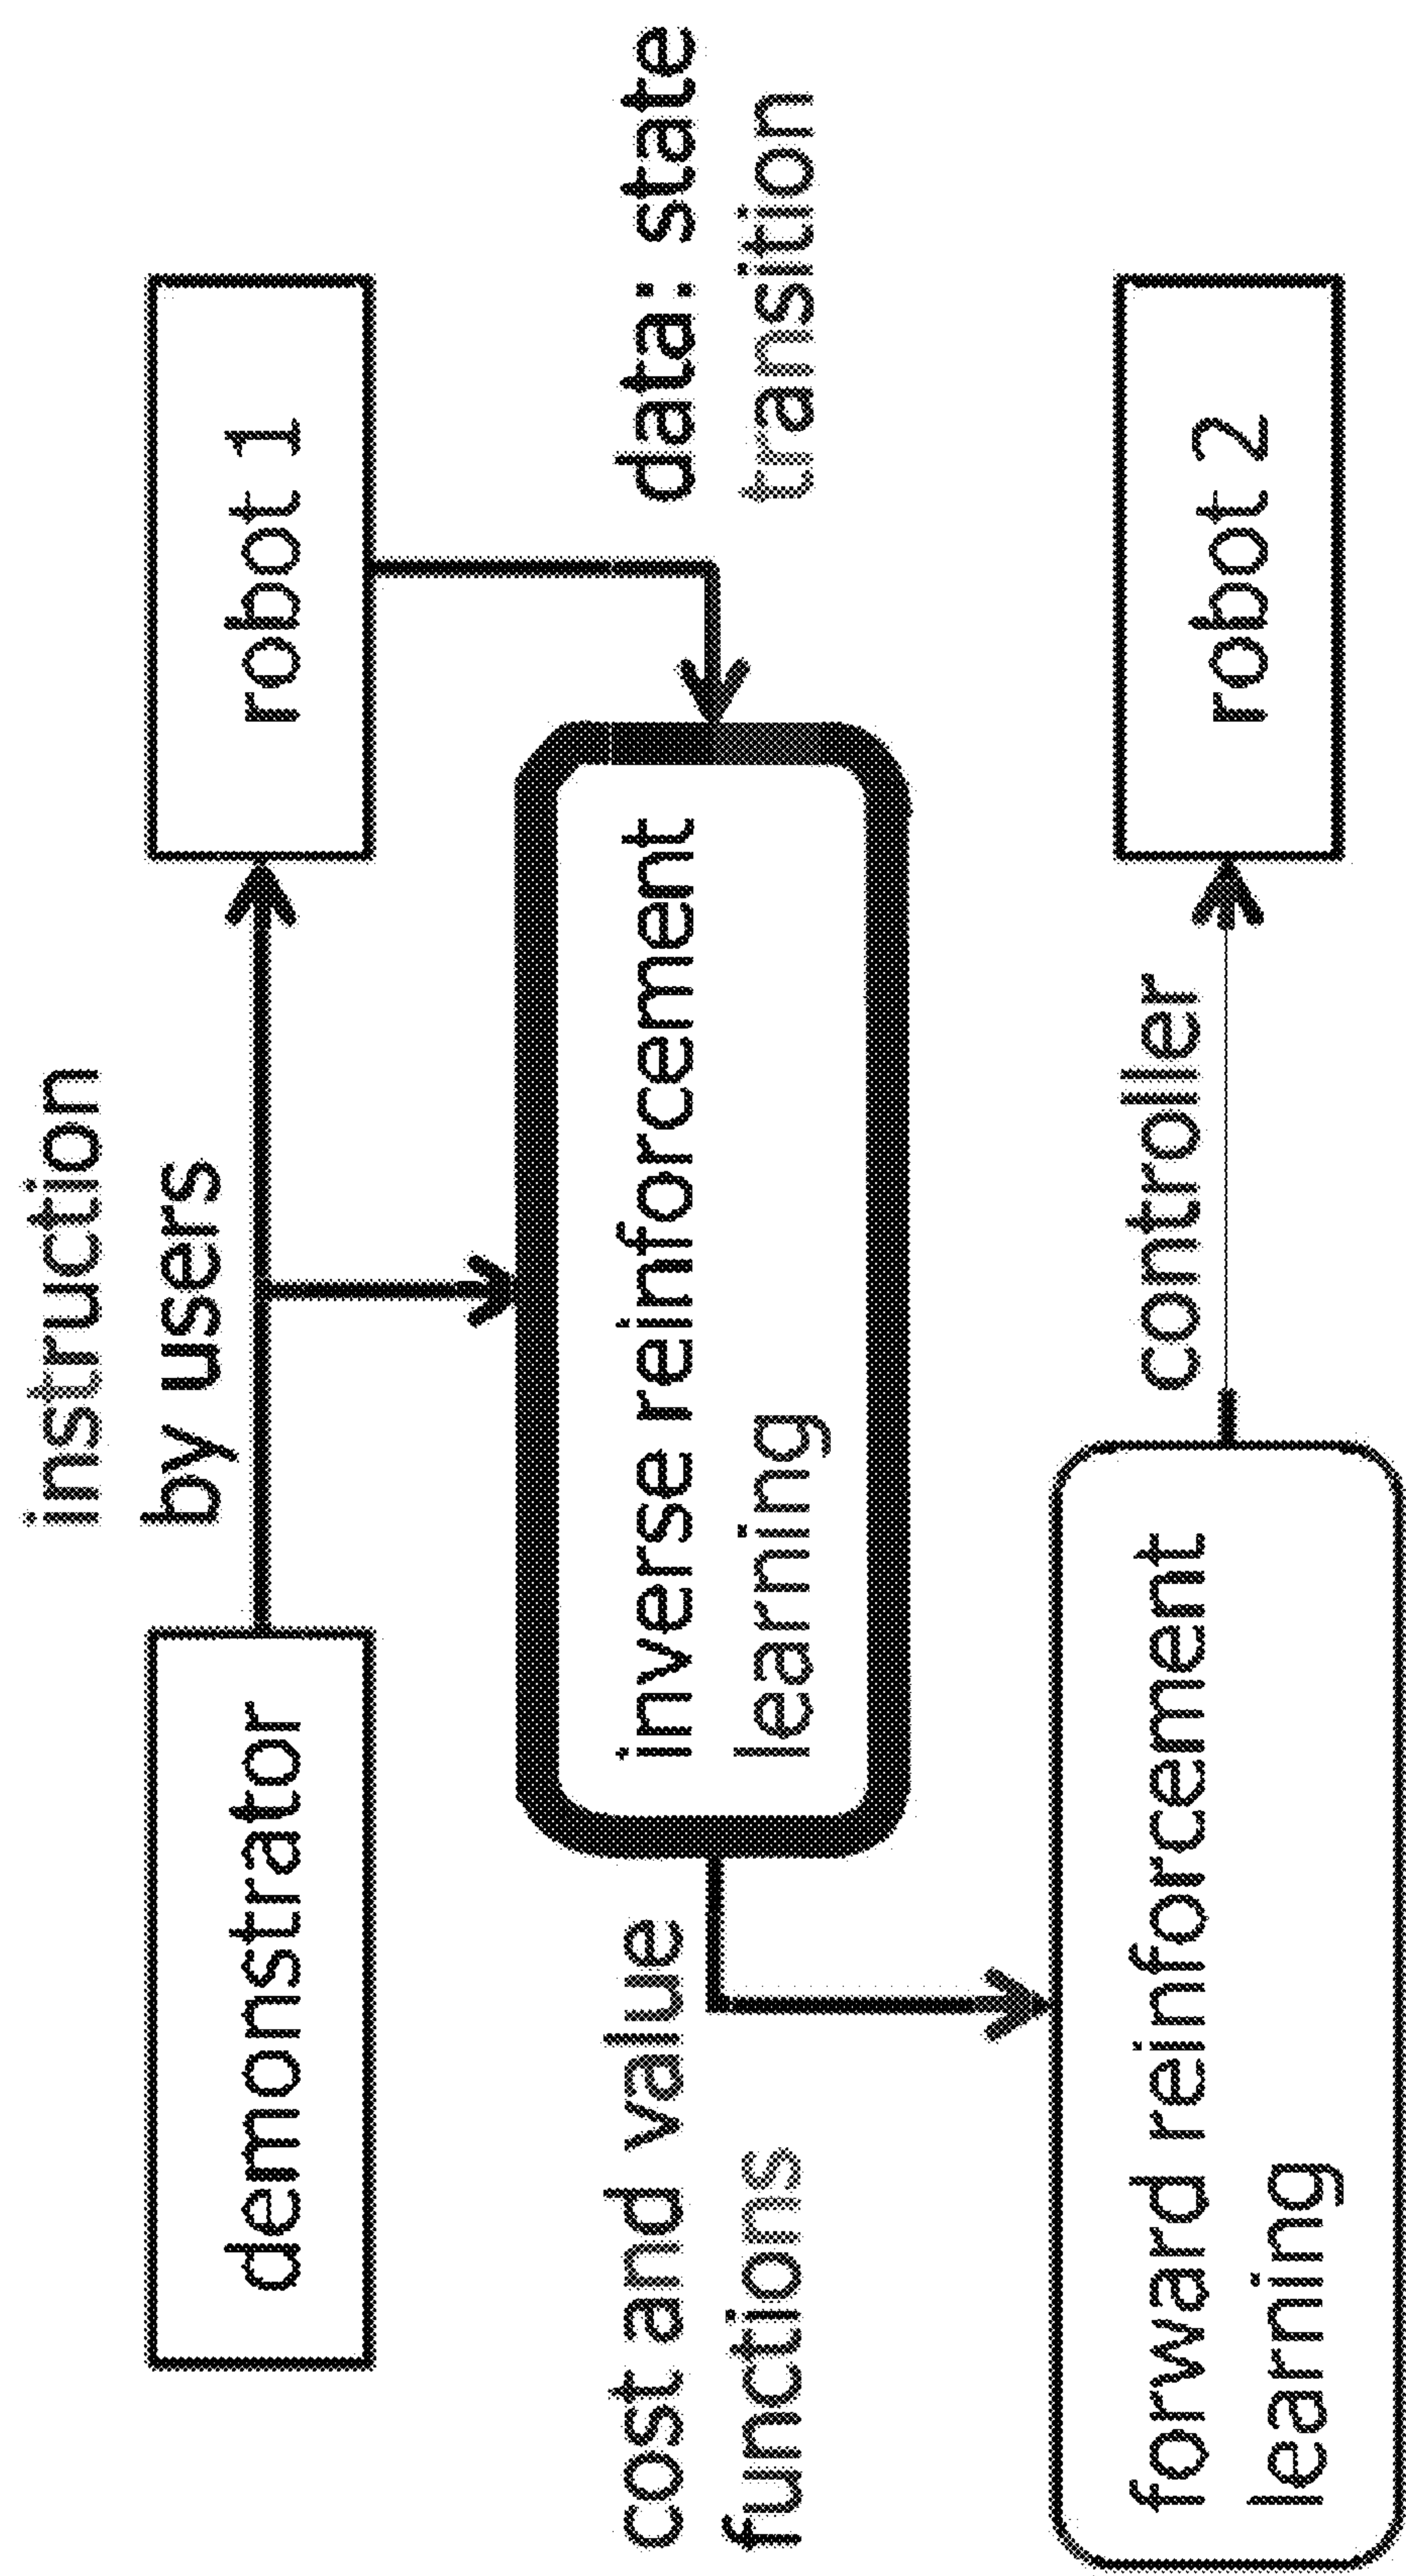 instruction
by users
demonstrator
robot 1
data: state
transition
inverse reinforcement
learning
cost and value
functions
controller
forward reinforcement
learning
robot 2